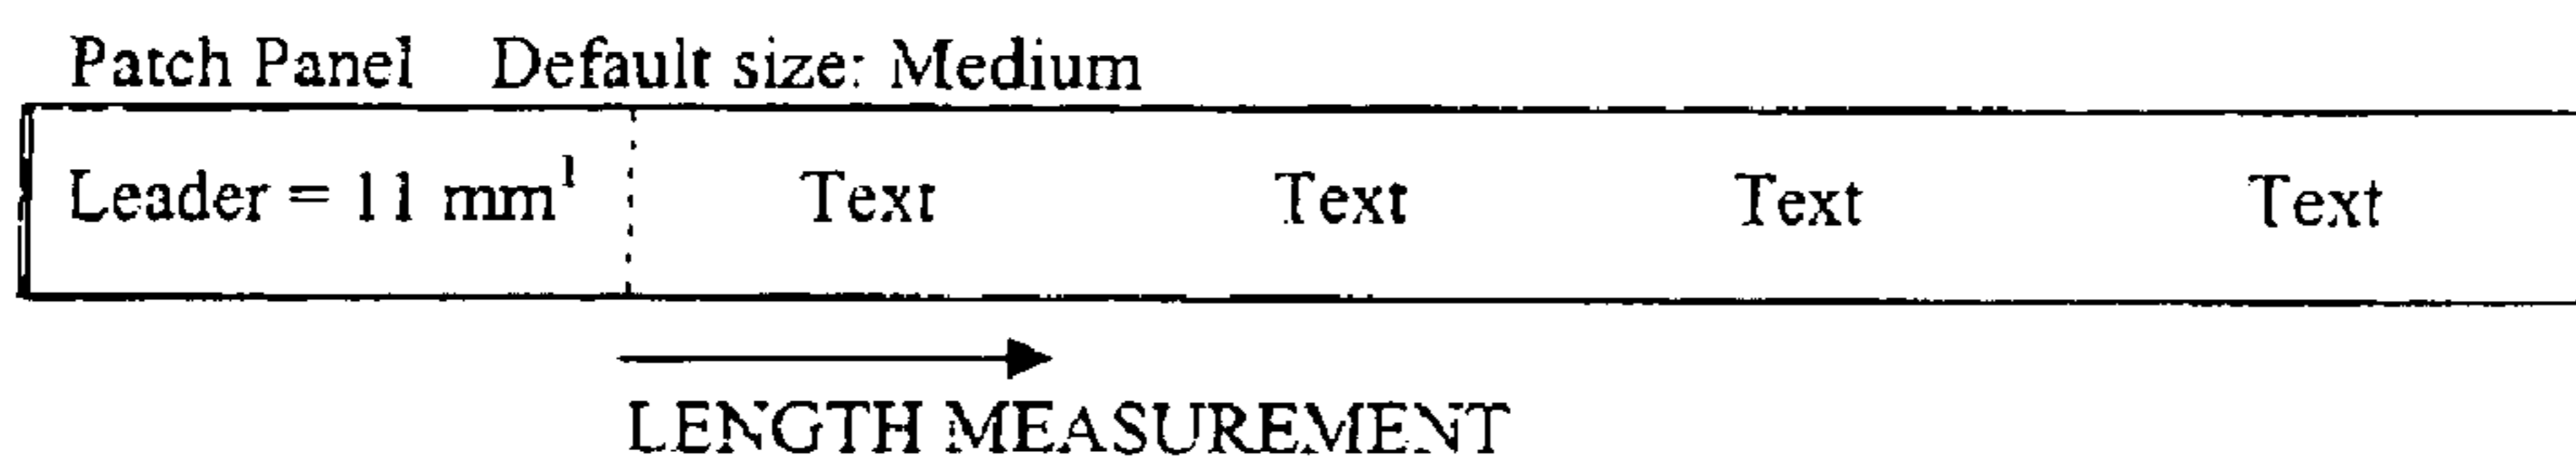 Patch Panel Default size: Medium
Leader = 11 mm¹ Text Text Text Text
LENGTH MEASUREMENT